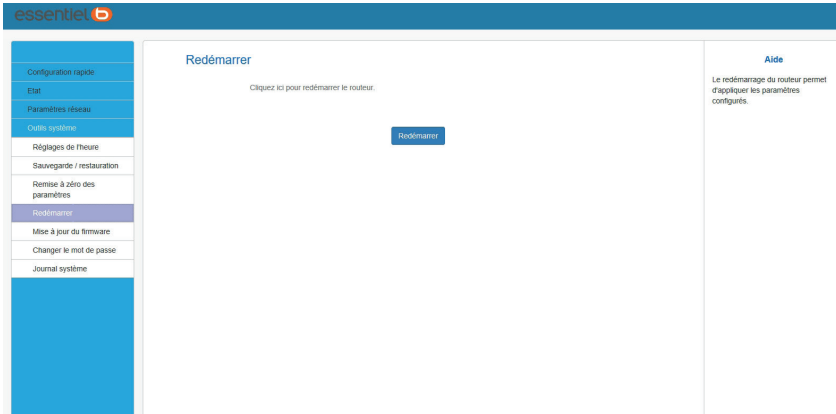 essentiel b
Configuration rapide
Etat
Paramètres réseau
Outils système
Réglages de l'heure
Sauvegarde / restauration
Remise à zéro des
paramètres
Redémarrer
Mise à jour du firmware
Changer le mot de passe
Journal système
Redémarrer
Cliquez ici pour redémarrer le routeur.
Redémarrer
Aide
Le redémarrage du routeur permet
d'appliquer les paramètres
configurés.